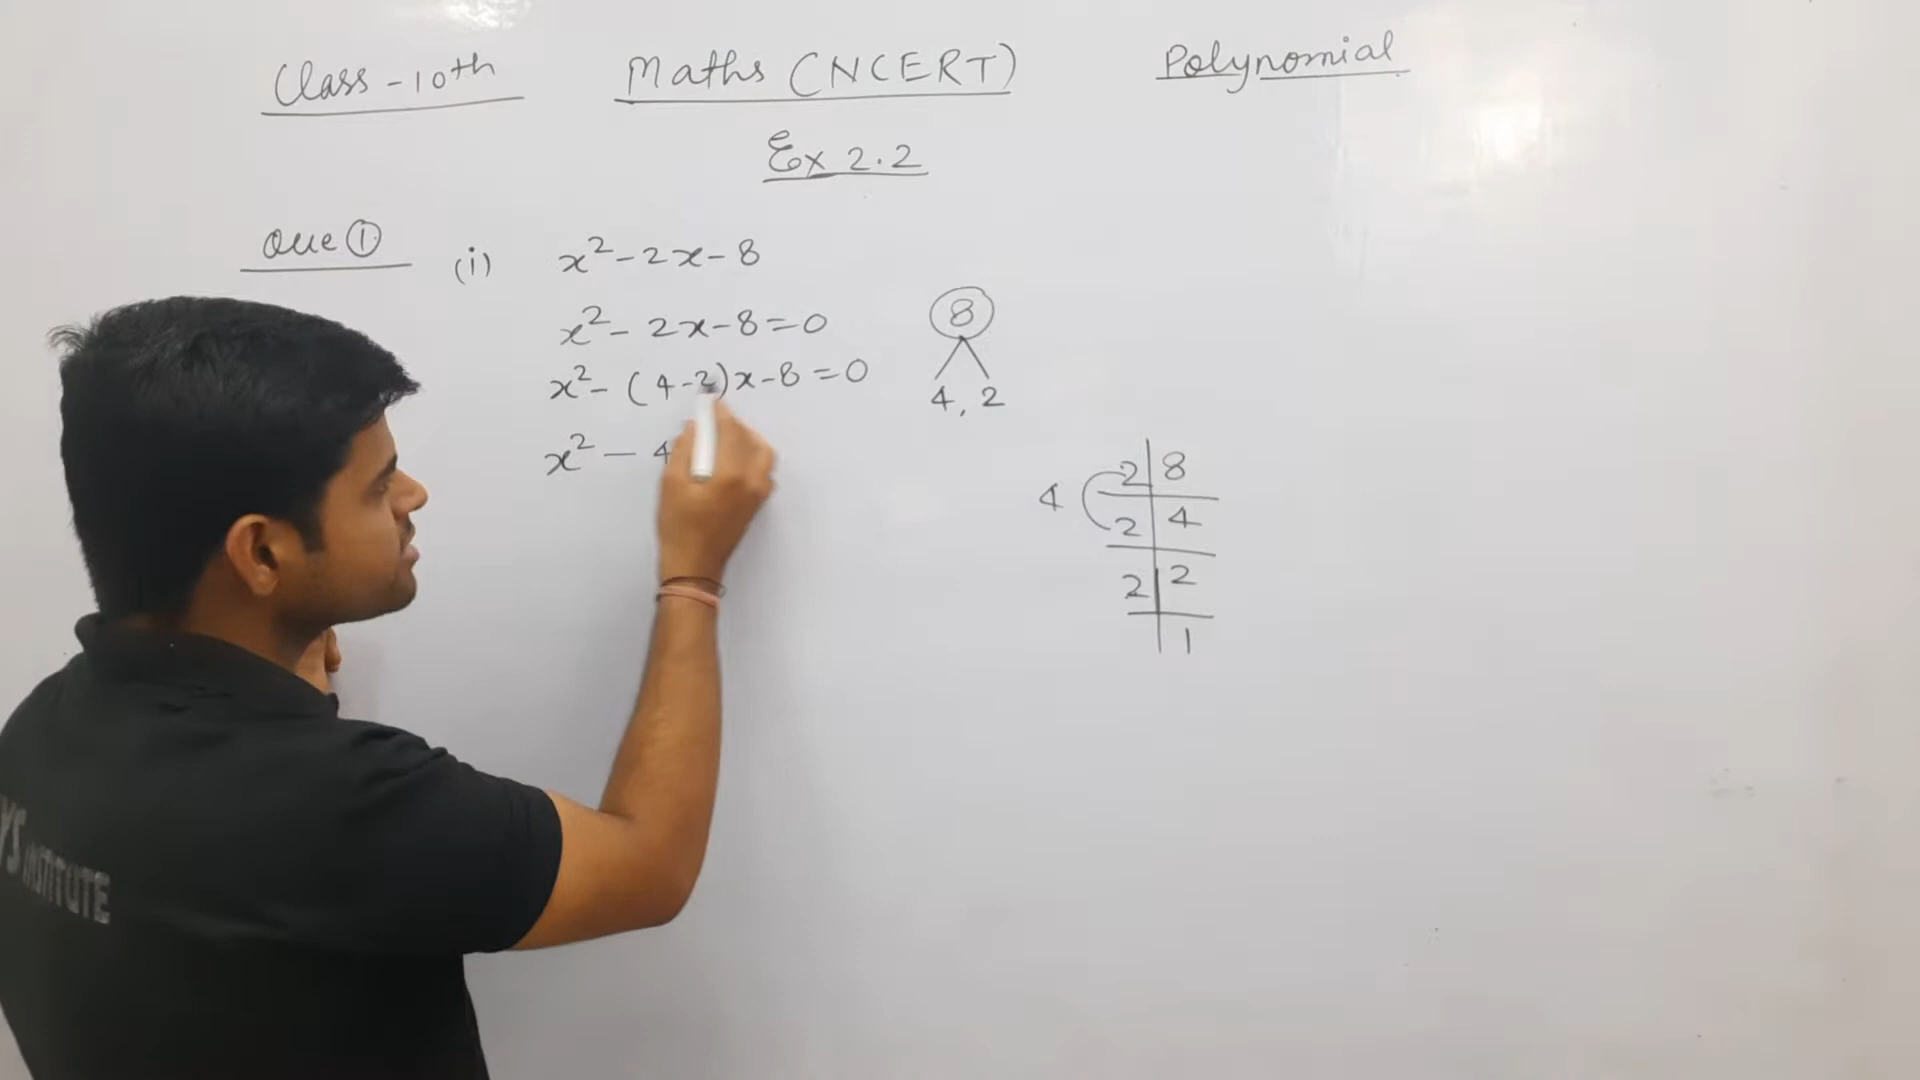 Class-10th Maths (NCERT) Polynomial
Ex 2.2
Que ① (i) x²-2x-8
x²-2x-8=0
x²-(4-2)x-8=0
x²-4
8
4, 2
4
2|8
2|4
2|2
1
INSTITUTE